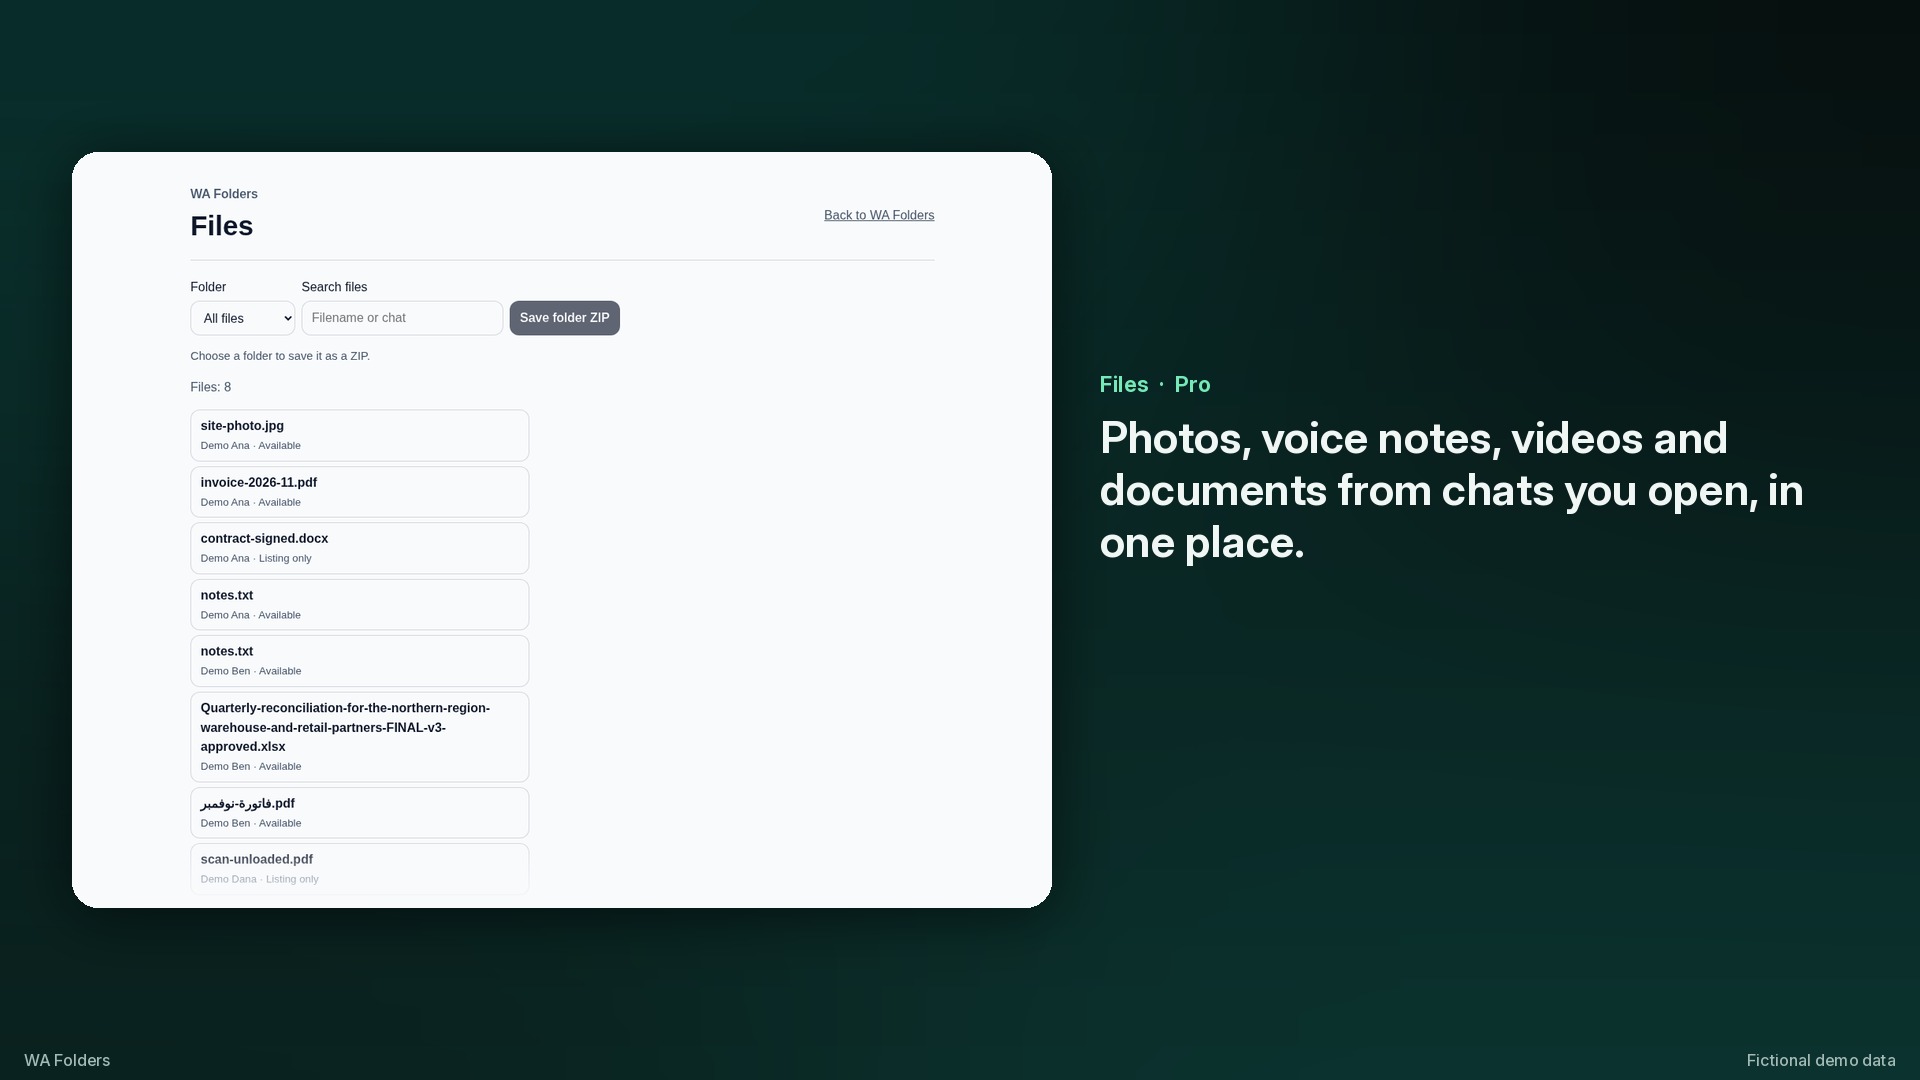 WA Folders
Files
Back to WA Folders
Folder
Search files
All files
Filename or chat
Save folder ZIP
Choose a folder to save it as a ZIP.
Files: 8
site-photo.jpg
Demo Ana · Available
invoice-2026-11.pdf
Demo Ana · Available
contract-signed.docx
Demo Ana · Listing only
notes.txt
Demo Ana · Available
notes.txt
Demo Ben · Available
Quarterly-reconciliation-for-the-northern-region-
warehouse-and-retail-partners-FINAL-v3-
approved.xlsx
Demo Ben · Available
فاتورة-نوفمبر.pdf
Demo Ben · Available
scan-unloaded.pdf
Demo Dana · Listing only
Files · Pro
Photos, voice notes, videos and
documents from chats you open, in
one place.
WA Folders
Fictional demo data